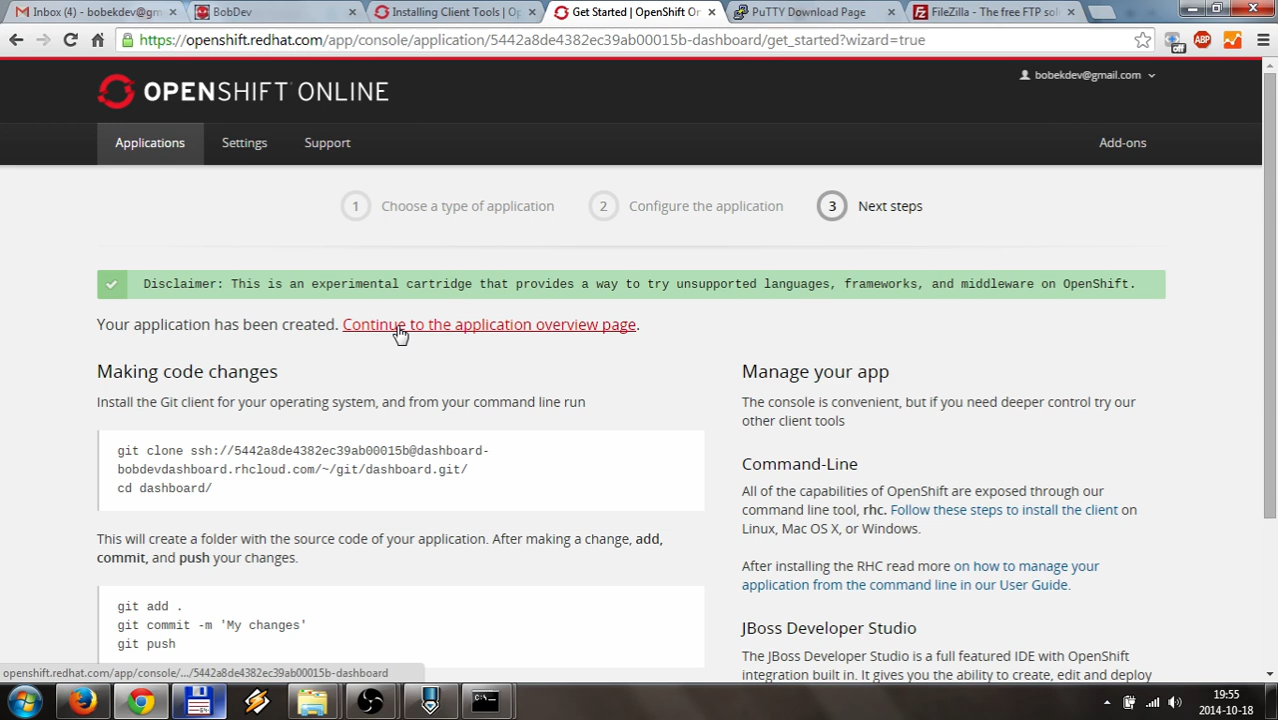 Inbox (4) - bobekdev@gm
BobDev
Installing Client Tools | Op
Get Started | OpenShift On
PuTTY Download Page
FileZilla - The free FTP sol
https://openshift.redhat.com/app/console/application/5442a8de4382ec39ab00015b-dashboard/get_started?wizard=true
off
ABP
OPENSHIFT ONLINE
bobekdev@gmail.com
Applications
Settings
Support
Add-ons
1 Choose a type of application
2 Configure the application
3 Next steps
Disclaimer: This is an experimental cartridge that provides a way to try unsupported languages, frameworks, and middleware on OpenShift.
Your application has been created. Continue to the application overview page.
Making code changes
Install the Git client for your operating system, and from your command line run
git clone ssh://5442a8de4382ec39ab00015b@dashboard-
bobdevdashboard.rhcloud.com/~/git/dashboard.git/
cd dashboard/
This will create a folder with the source code of your application. After making a change, add,
commit, and push your changes.
git add .
git commit -m 'My changes'
git push
Manage your app
The console is convenient, but if you need deeper control try our
other client tools
Command-Line
All of the capabilities of OpenShift are exposed through our
command line tool, rhc. Follow these steps to install the client on
Linux, Mac OS X, or Windows.
After installing the RHC read more on how to manage your
application from the command line in our User Guide.
JBoss Developer Studio
The JBoss Developer Studio is a full featured IDE with OpenShift
integration built in. It gives you the ability to create, edit and deploy
openshift.redhat.com/app/console/.../5442a8de4382ec39ab00015b-dashboard
19:55
2014-10-18